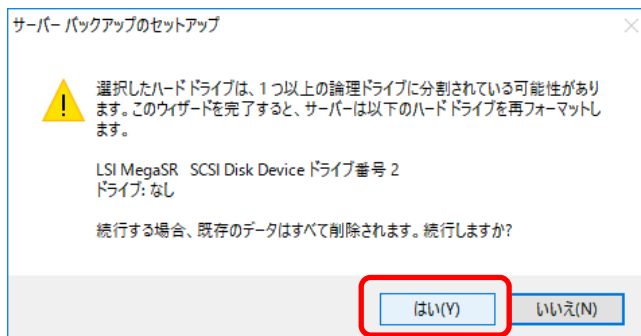 サーバー バックアップのセットアップ
選択したハード ドライブは、1 つ以上の論理ドライブに分割されている可能性があり
ます。このウィザードを完了すると、サーバーは以下のハード ドライブを再フォーマットし
ます。
LSI MegaSR   SCSI Disk Device ドライブ番号 2
ドライブ: なし
続行する場合、既存のデータはすべて削除されます。続行しますか?
はい(Y)
いいえ(N)